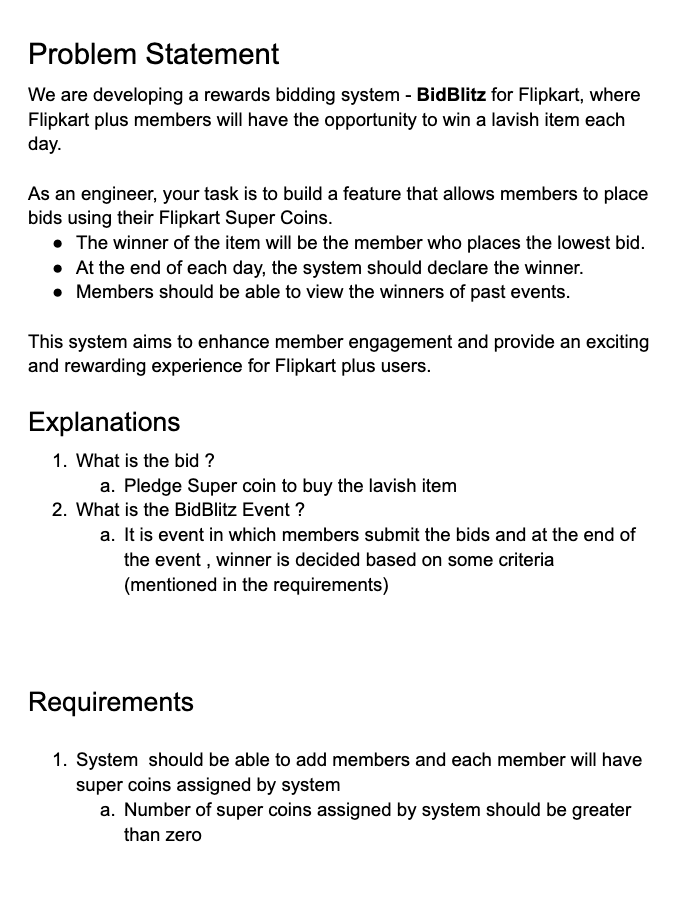 Problem Statement
We are developing a rewards bidding system - BidBlitz for Flipkart, where
Flipkart plus members will have the opportunity to win a lavish item each
day.
As an engineer, your task is to build a feature that allows members to place
bids using their Flipkart Super Coins.
● The winner of the item will be the member who places the lowest bid.
● At the end of each day, the system should declare the winner.
● Members should be able to view the winners of past events.
This system aims to enhance member engagement and provide an exciting
and rewarding experience for Flipkart plus users.
Explanations
1. What is the bid ?
a. Pledge Super coin to buy the lavish item
2. What is the BidBlitz Event ?
a. It is event in which members submit the bids and at the end of
the event , winner is decided based on some criteria
(mentioned in the requirements)
Requirements
1. System  should be able to add members and each member will have
super coins assigned by system
a. Number of super coins assigned by system should be greater
than zero